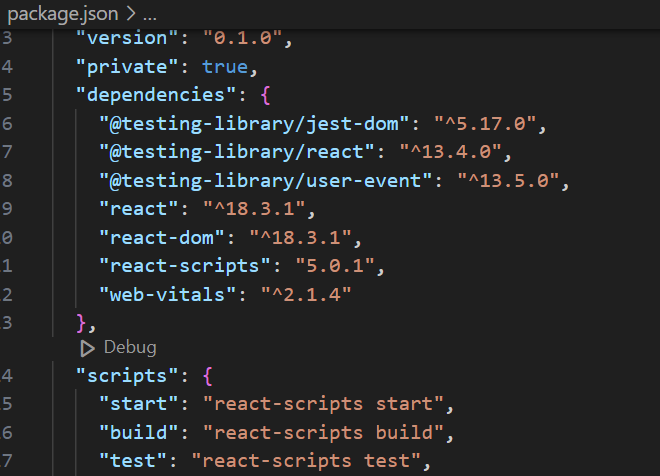 package.json > ...
3 "version": "0.1.0",
4 "private": true,
5 "dependencies": {
6 "@testing-library/jest-dom": "^5.17.0",
7 "@testing-library/react": "^13.4.0",
8 "@testing-library/user-event": "^13.5.0",
9 "react": "^18.3.1",
0 "react-dom": "^18.3.1",
1 "react-scripts": "5.0.1",
2 "web-vitals": "^2.1.4"
3 },
Debug
4 "scripts": {
5 "start": "react-scripts start",
6 "build": "react-scripts build",
7 "test": "react-scripts test",